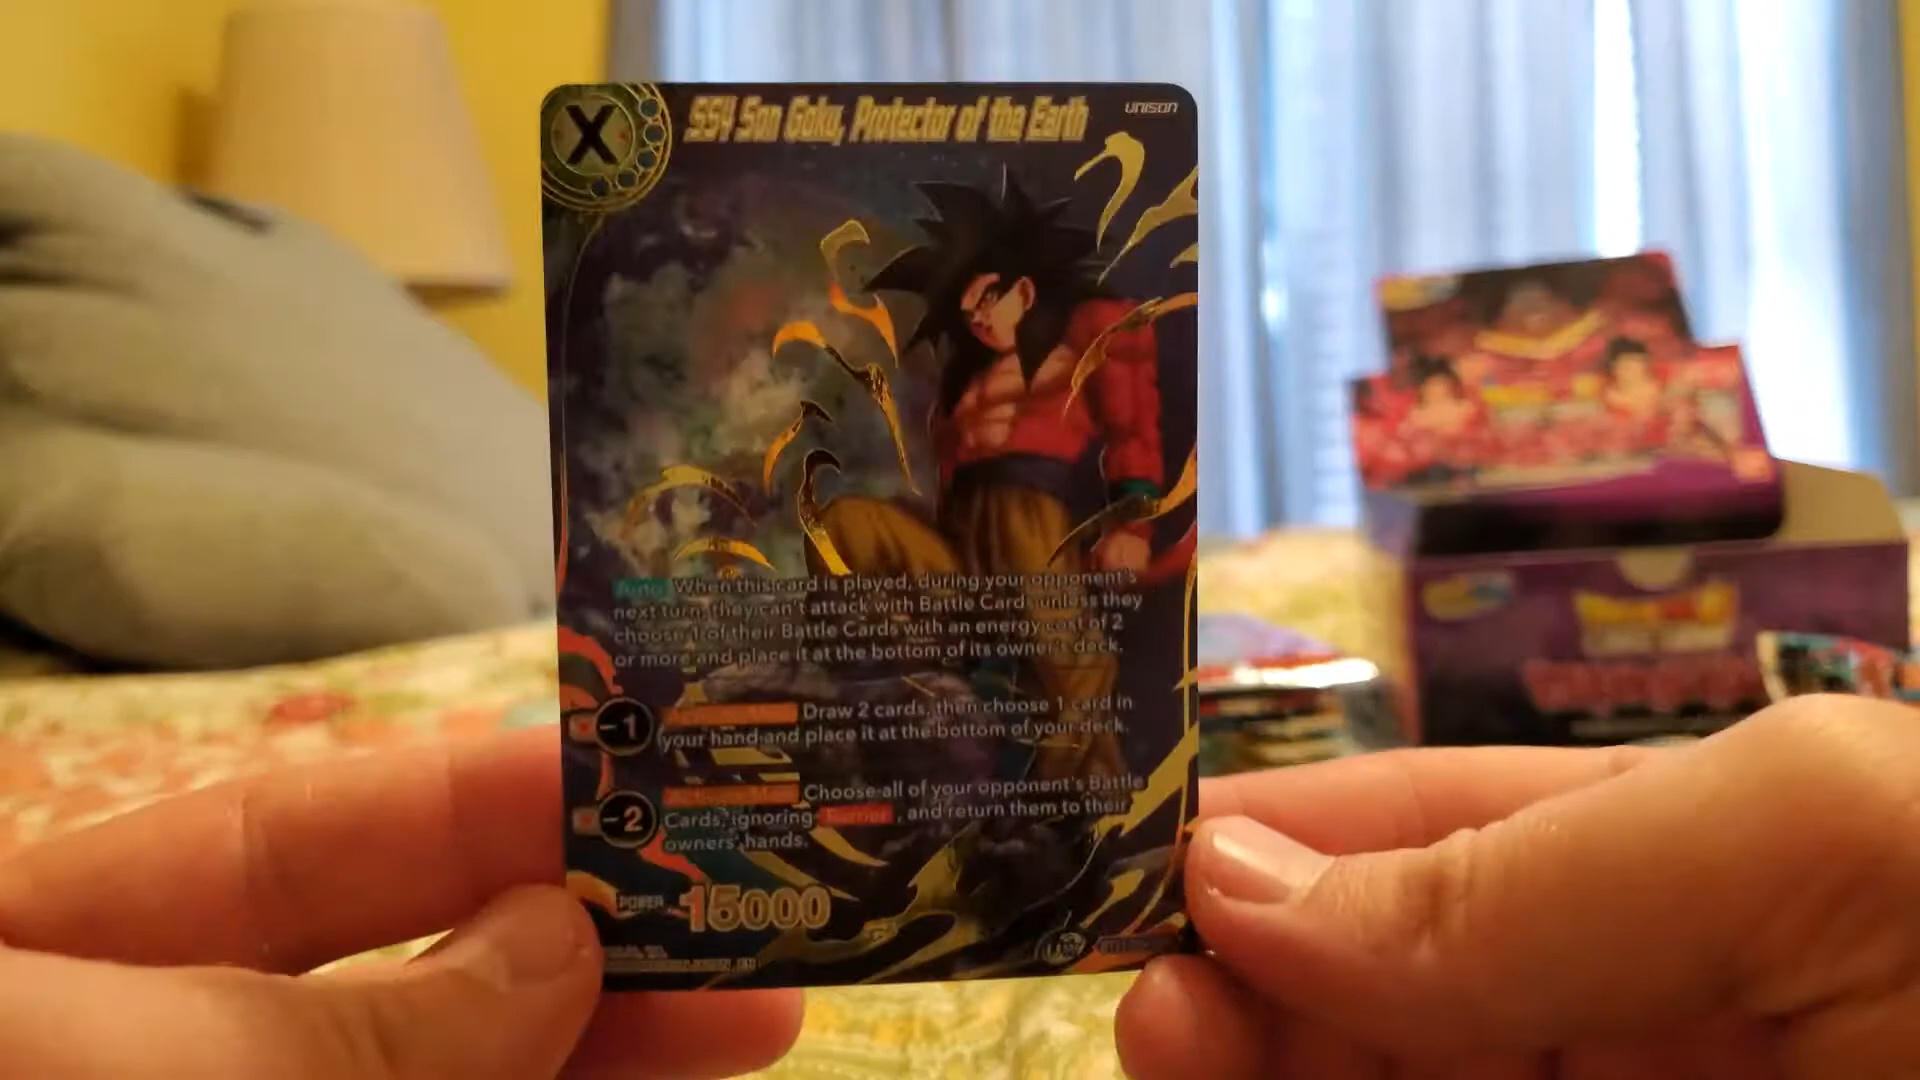 X
SS4 Son Goku, Protector of the Earth
UNISON
Auto When this card is played, during your opponent's
next turn, they can't attack with Battle Cards unless they
choose 1 of their Battle Cards with an energy cost of 2
or more and place it at the bottom of its owner's deck.
-1 Draw 2 cards, then choose 1 card in
your hand and place it at the bottom of your deck.
-2 Choose all of your opponent's Battle
Cards, ignoring Barrier, and return them to their
owners' hands.
POWER 15000